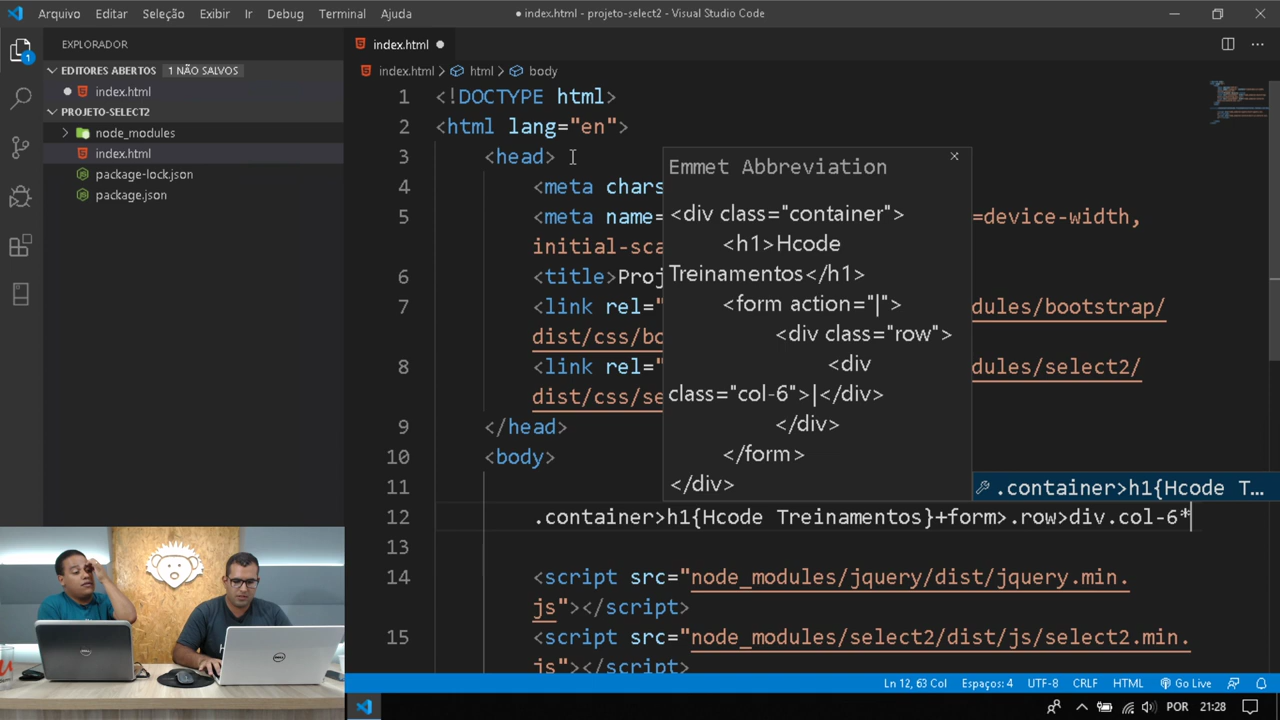 Arquivo Editar Seleção Exibir Ir Debug Terminal Ajuda
● index.html - projeto-select2 - Visual Studio Code
EXPLORADOR
EDITORES ABERTOS 1 NÃO SALVOS
● index.html
PROJETO-SELECT2
node_modules
index.html
package-lock.json
package.json
index.html ●
index.html > html > body
1 <!DOCTYPE html>
2 <html lang="en">
3 <head>
4 <meta chars
5 <meta name= =device-width,
initial-sca
6 <title>Proj
7 <link rel=" dules/bootstrap/
dist/css/bo
8 <link rel=" dules/select2/
dist/css/se
9 </head>
10 <body>
11
12 .container>h1{Hcode Treinamentos}+form>.row>div.col-6*
13
14 <script src="node_modules/jquery/dist/jquery.min.
js"></script>
15 <script src="node_modules/select2/dist/js/select2.min.
js"></script>
Emmet Abbreviation
<div class="container">
<h1>Hcode
Treinamentos</h1>
<form action="|">
<div class="row">
<div
class="col-6">|</div>
</div>
</form>
</div>
.container>h1{Hcode T...
DELL
DELL
Ln 12, 63 Col Espaços: 4 UTF-8 CRLF HTML Go Live
1
POR 21:28